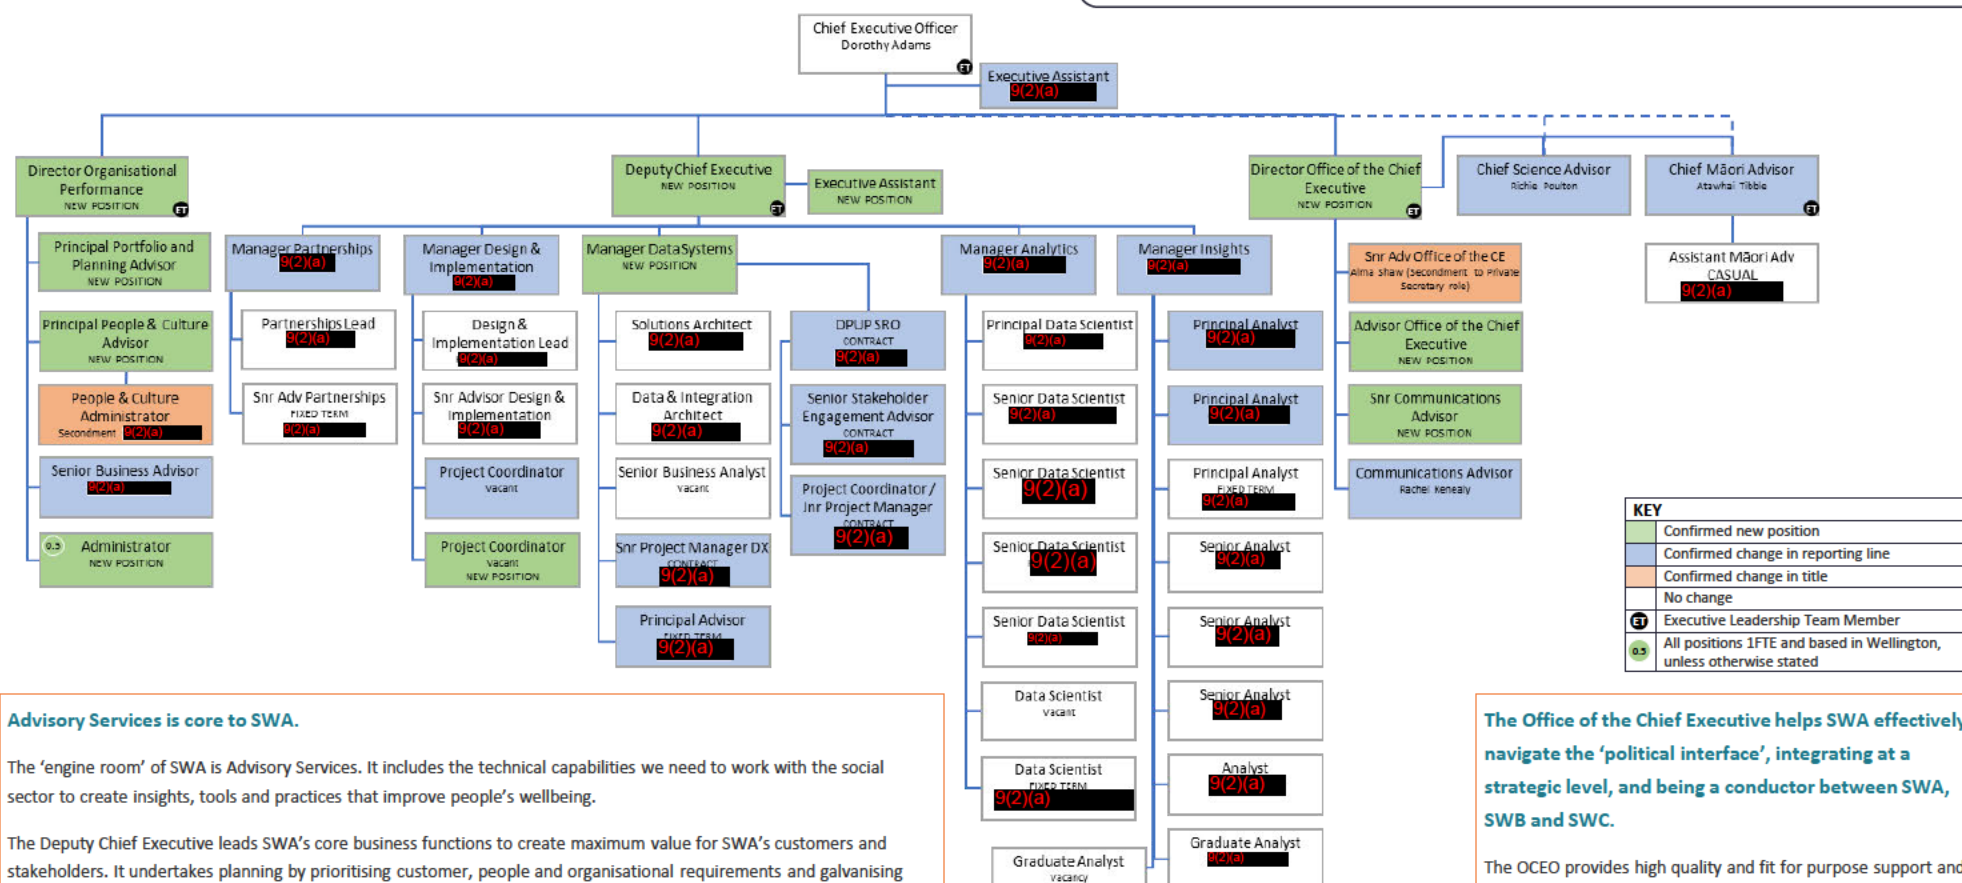 Chief Executive Officer
Dorothy Adams
ET
Executive Assistant
9(2)(a)
Director Organisational
Performance
NEW POSITION
ET
Deputy Chief Executive
NEW POSITION
ET
Executive Assistant
NEW POSITION
Director Office of the Chief
Executive
NEW POSITION
ET
Chief Science Advisor
Richie Poulton
Chief Māori Advisor
Atawhai Tibble
ET
Assistant Māori Adv
CASUAL
9(2)(a)
Principal Portfolio and
Planning Advisor
NEW POSITION
Principal People & Culture
Advisor
NEW POSITION
People & Culture
Administrator
Secondment 9(2)(a)
Senior Business Advisor
9(2)(a)
0.5
Administrator
NEW POSITION
Manager Partnerships
9(2)(a)
Partnerships Lead
9(2)(a)
Snr Adv Partnerships
FIXED TERM
9(2)(a)
Manager Design &
Implementation
9(2)(a)
Design &
Implementation Lead
9(2)(a)
Snr Advisor Design &
Implementation
9(2)(a)
Project Coordinator
vacant
Project Coordinator
vacant
NEW POSITION
Manager Data Systems
NEW POSITION
Solutions Architect
9(2)(a)
Data & Integration
Architect
9(2)(a)
Senior Business Analyst
vacant
Snr Project Manager DX
CONTRACT
9(2)(a)
Principal Advisor
FIXED TERM
9(2)(a)
DPUP SRO
CONTRACT
9(2)(a)
Senior Stakeholder
Engagement Advisor
CONTRACT
9(2)(a)
Project Coordinator /
Jnr Project Manager
CONTRACT
9(2)(a)
Manager Analytics
9(2)(a)
Principal Data Scientist
9(2)(a)
Senior Data Scientist
9(2)(a)
Senior Data Scientist
9(2)(a)
Senior Data Scientist
9(2)(a)
Senior Data Scientist
9(2)(a)
Data Scientist
vacant
Data Scientist
FIXED TERM
9(2)(a)
Graduate Analyst
vacancy
Manager Insights
9(2)(a)
Principal Analyst
9(2)(a)
Principal Analyst
9(2)(a)
Principal Analyst
FIXED TERM
9(2)(a)
Senior Analyst
9(2)(a)
Senior Analyst
9(2)(a)
Senior Analyst
9(2)(a)
Analyst
9(2)(a)
Graduate Analyst
9(2)(a)
Snr Adv Office of the CE
Alma Shaw (Secondment to Private
Secretary role)
Advisor Office of the Chief
Executive
NEW POSITION
Snr Communications
Advisor
NEW POSITION
Communications Advisor
Rachel Kenealy
KEY
Confirmed new position
Confirmed change in reporting line
Confirmed change in title
No change
ET Executive Leadership Team Member
0.5 All positions 1FTE and based in Wellington,
unless otherwise stated
Advisory Services is core to SWA.
The ‘engine room’ of SWA is Advisory Services. It includes the technical capabilities we need to work with the social
sector to create insights, tools and practices that improve people’s wellbeing.
The Deputy Chief Executive leads SWA’s core business functions to create maximum value for SWA’s customers and
stakeholders. It undertakes planning by prioritising customer, people and organisational requirements and galvanising
The Office of the Chief Executive helps SWA effectively
navigate the ‘political interface’, integrating at a
strategic level, and being a conductor between SWA,
SWB and SWC.
The OCEO provides high quality and fit for purpose support and